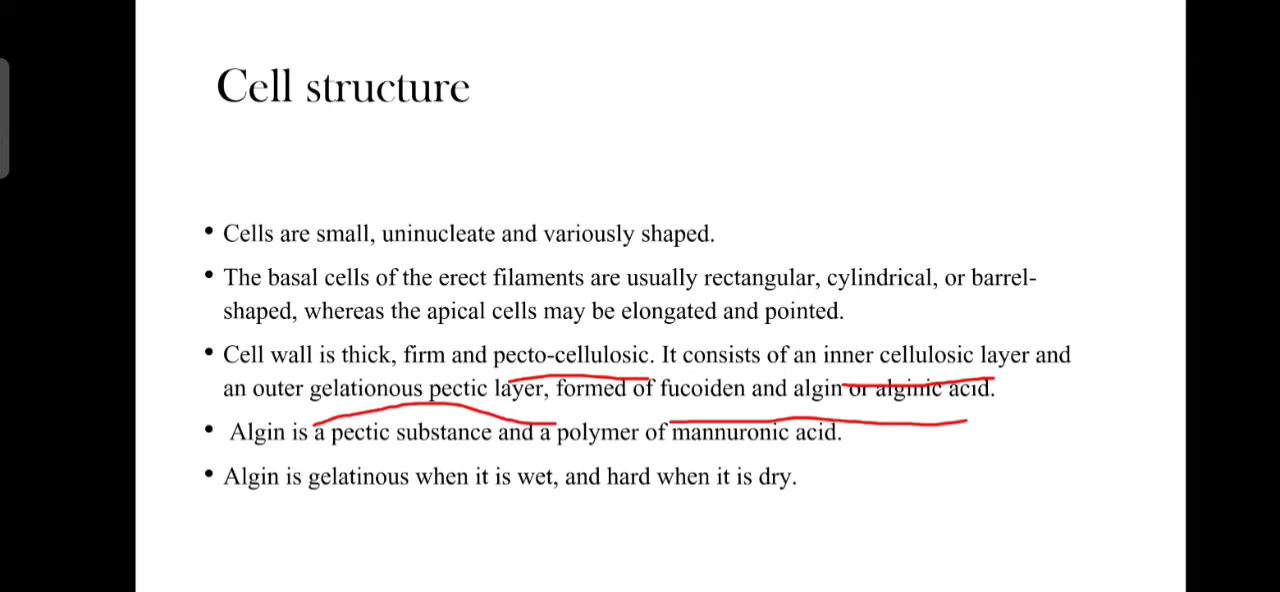 Cell structure
• Cells are small, uninucleate and variously shaped.
• The basal cells of the erect filaments are usually rectangular, cylindrical, or barrel-
shaped, whereas the apical cells may be elongated and pointed.
• Cell wall is thick, firm and pecto-cellulosic. It consists of an inner cellulosic layer and
an outer gelationous pectic layer, formed of fucoiden and algin or alginic acid.
• Algin is a pectic substance and a polymer of mannuronic acid.
• Algin is gelatinous when it is wet, and hard when it is dry.